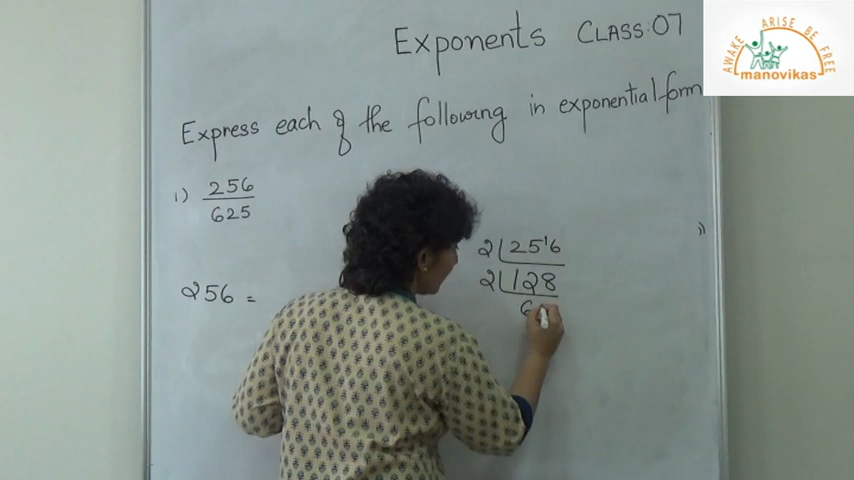 Exponents CLASS:07
AWAKE ARISE BE FREE
manovikas
Express each of the following in exponential form
i) 256/625
2 256
2 128
6
256 =